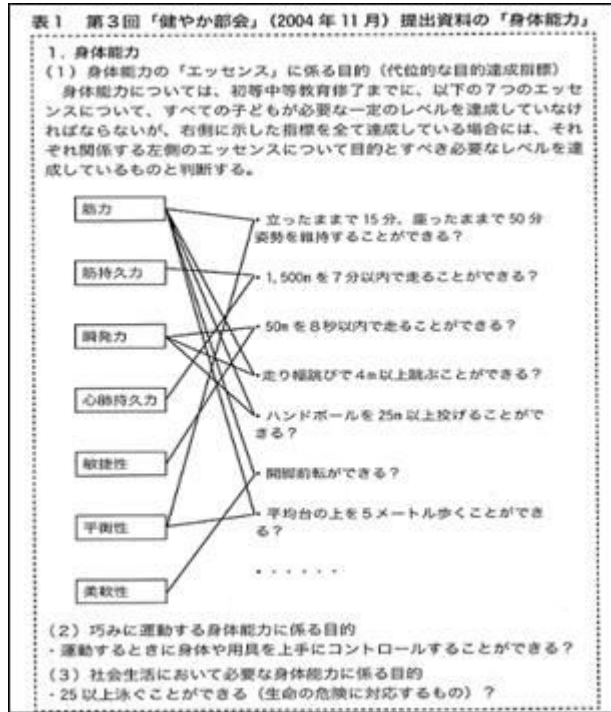 表1 第3回「健やか部会」(2004年11月)提出資料の「身体能力」
1. 身体能力
(1)身体能力の「エッセンス」に係る目的(代位的な目的達成指標)
身体能力については、初等中等教育修了までに、以下の7つのエッセ
ンスについて、すべての子どもが必要な一定のレベルを達成していなけ
ればならないが、右側に示した指標を全て達成している場合には、それ
ぞれ関係する左側のエッセンスについて目的とすべき必要なレベルを達
成しているものと判断する。
筋力
・立ったままで15分、座ったままで50分
姿勢を維持することができる?
筋持久力
・1,500mを7分以内で走ることができる?
瞬発力
・50mを8秒以内で走ることができる?
・走り幅跳びで4m以上跳ぶことができる?
心肺持久力
・ハンドボールを25m以上投げることがで
きる?
敏捷性
・開脚前転ができる?
平衡性
・平均台の上を5メートル歩くことができ
る?
柔軟性
・・・・・・
(2)巧みに運動する身体能力に係る目的
・運動するときに身体や用具を上手にコントロールすることができる?
(3)社会生活において必要な身体能力に係る目的
・25以上泳ぐことができる(生命の危険に対応するもの)?